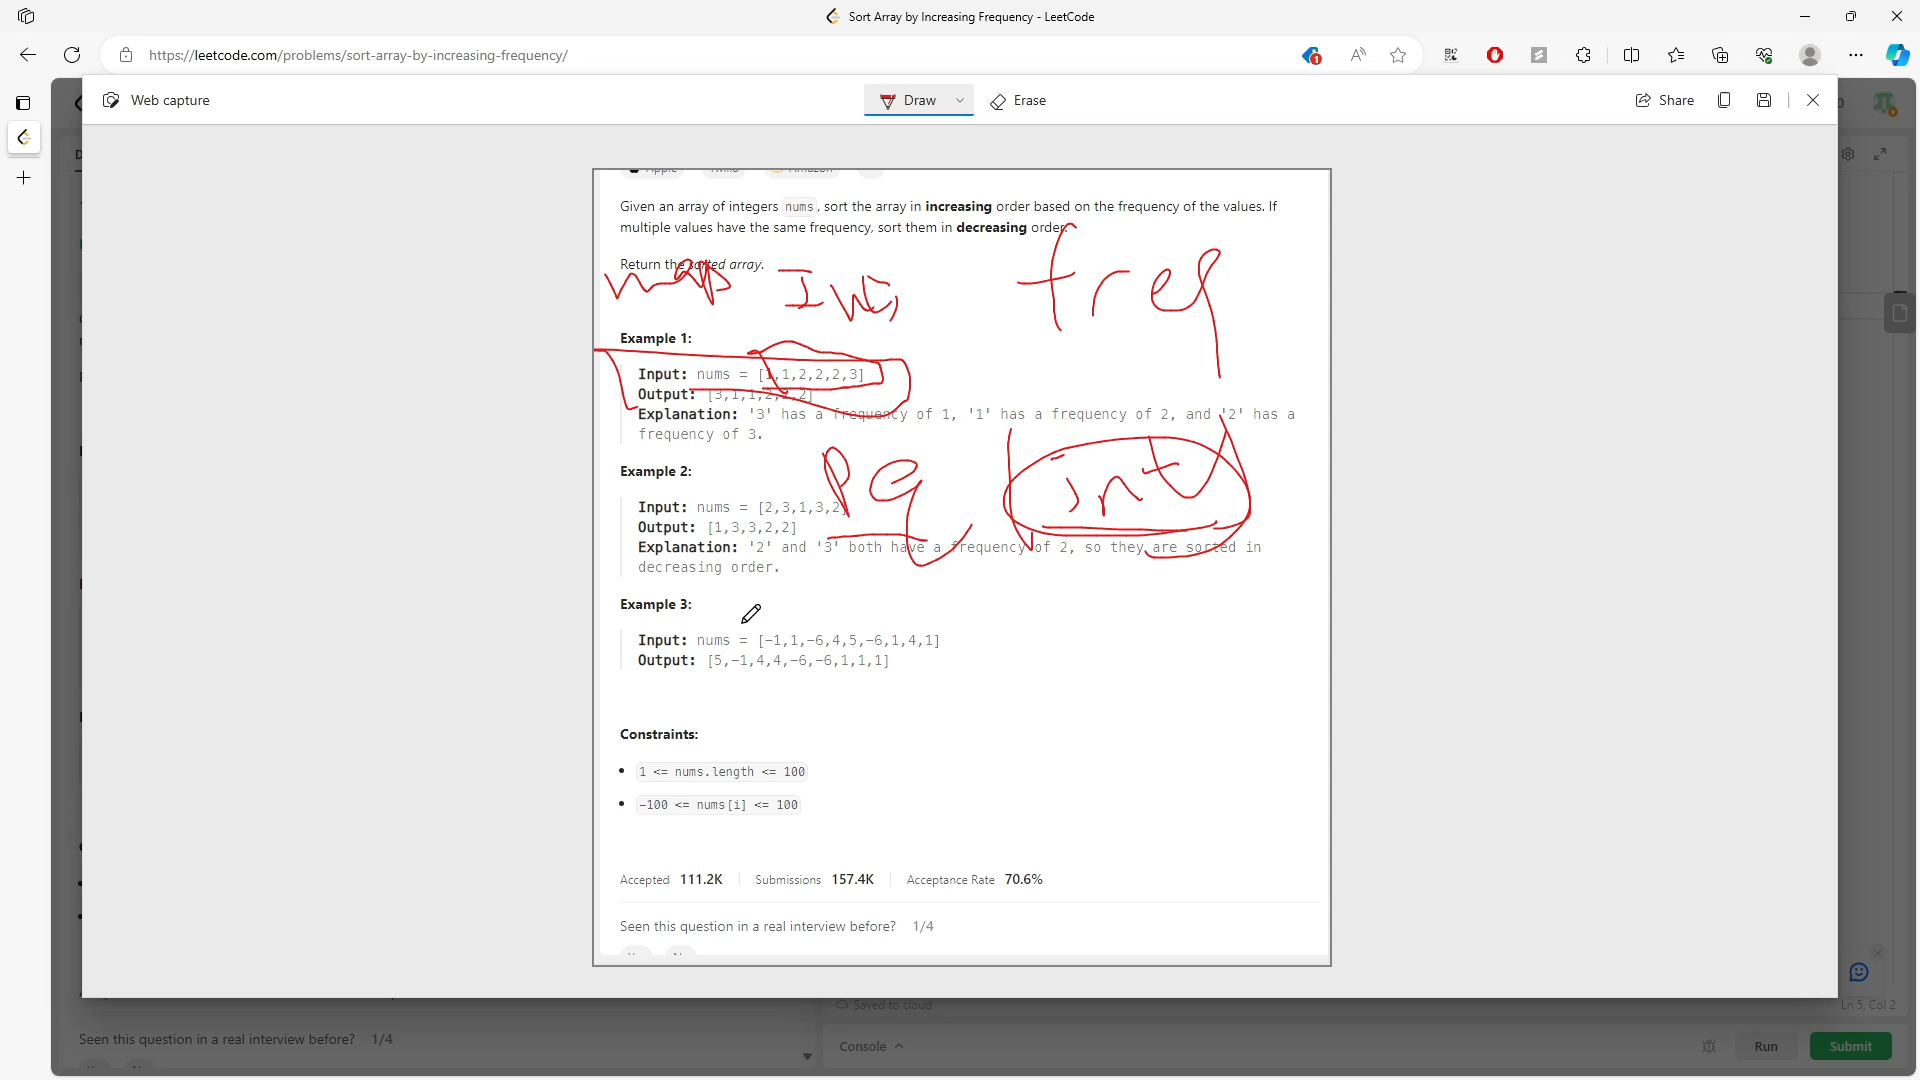 Sort Array by Increasing Frequency - LeetCode
https://leetcode.com/problems/sort-array-by-increasing-frequency/
1
Web capture
Draw
Erase
Share
Given an array of integers nums, sort the array in increasing order based on the frequency of the values. If
multiple values have the same frequency, sort them in decreasing order.
Return the sorted array.
map
freq
Example 1:
Input: nums = [1,1,2,2,2,3]
Output: [3,1,1,2,2,2]
Explanation: '3' has a frequency of 1, '1' has a frequency of 2, and '2' has a
frequency of 3.
PQ
int
Example 2:
Input: nums = [2,3,1,3,2]
Output: [1,3,3,2,2]
Explanation: '2' and '3' both have a frequency of 2, so they are sorted in
decreasing order.
Example 3:
Input: nums = [-1,1,-6,4,5,-6,1,4,1]
Output: [5,-1,4,4,-6,-6,1,1,1]
Constraints:
1 <= nums.length <= 100
-100 <= nums[i] <= 100
Accepted 111.2K Submissions 157.4K Acceptance Rate 70.6%
Seen this question in a real interview before? 1/4
Saved to cloud
Ln 5, Col 2
Seen this question in a real interview before? 1/4
Console
Run
Submit